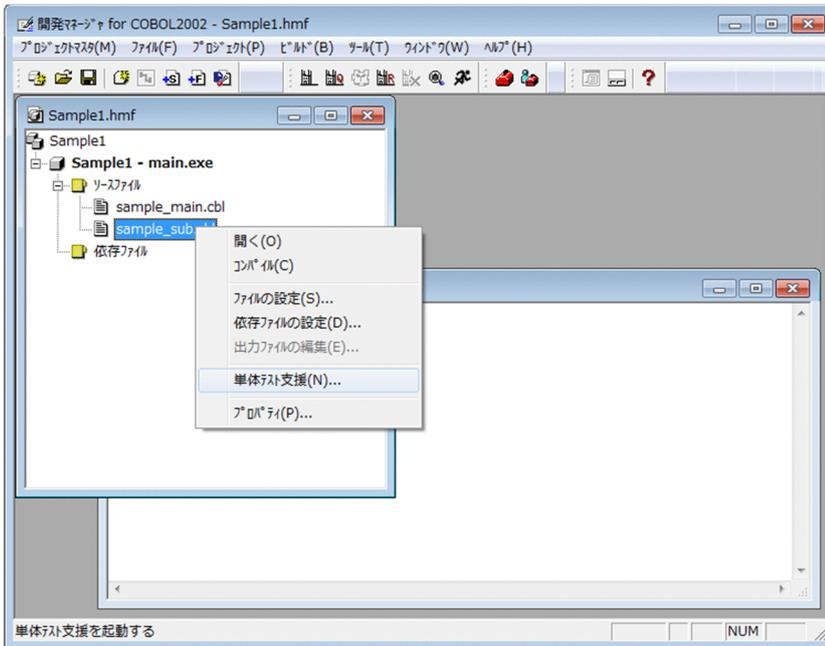 開発ﾏﾈｰｼﾞｬ for COBOL2002 - Sample1.hmf
ﾌﾟﾛｼﾞｪｸﾄﾏｽﾀ(M) ﾌｧｲﾙ(F) ﾌﾟﾛｼﾞｪｸﾄ(P) ﾋﾞﾙﾄﾞ(B) ﾂｰﾙ(T) ｳｨﾝﾄﾞｳ(W) ﾍﾙﾌﾟ(H)
Sample1.hmf
Sample1
Sample1 - main.exe
ｿｰｽﾌｧｲﾙ
sample_main.cbl
sample_sub
依存ﾌｧｲﾙ
開く(O)
ｺﾝﾊﾟｲﾙ(C)
ﾌｧｲﾙの設定(S)...
依存ﾌｧｲﾙの設定(D)...
出力ﾌｧｲﾙの編集(E)...
単体ﾃｽﾄ支援(N)...
ﾌﾟﾛﾊﾟﾃｨ(P)...
単体ﾃｽﾄ支援を起動する
NUM